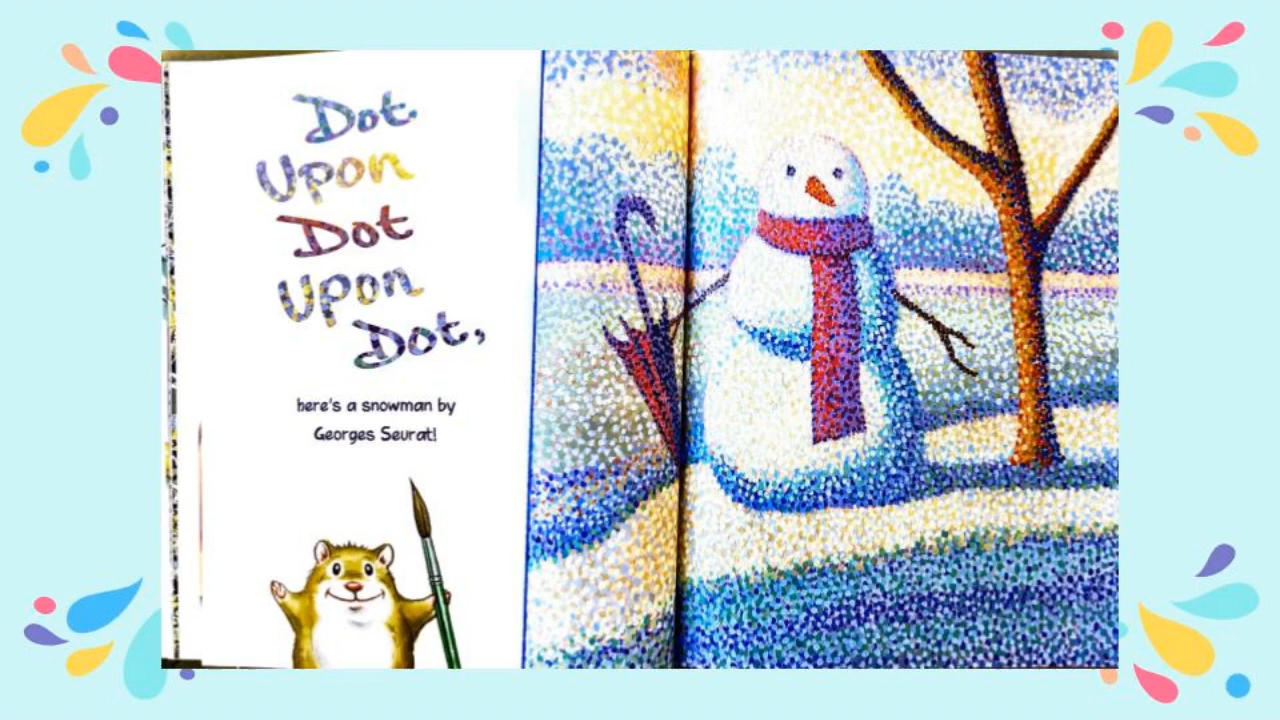 Dot
Upon
Dot
Upon
Dot,
here's a snowman by
Georges Seurat!